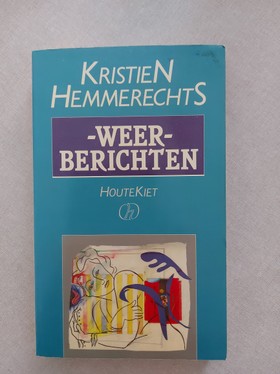 KRISTIEN
HEMMERECHTS
-WEER-
BERICHTEN
HOUTEKIET
h